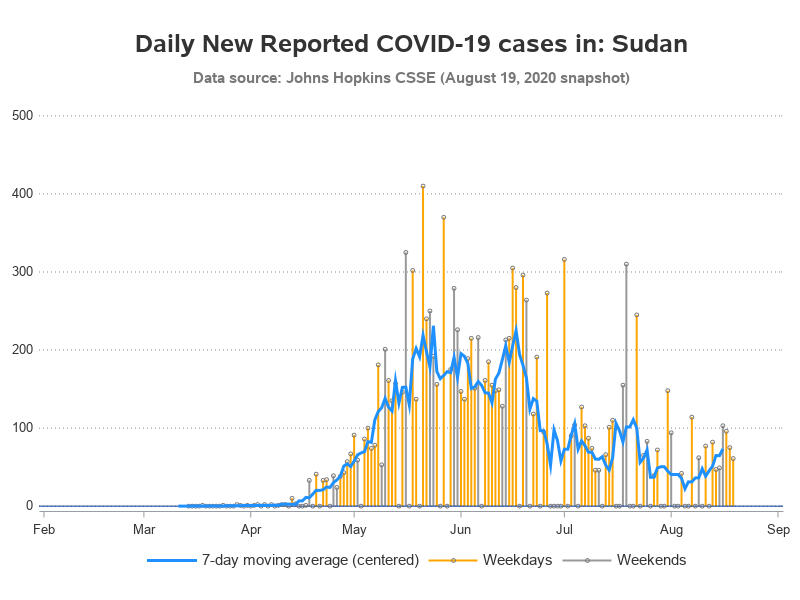 Daily New Reported COVID-19 cases in: Sudan
Data source: Johns Hopkins CSSE (August 19, 2020 snapshot)
500
400
300
200
100
0
Feb Mar Apr May Jun Jul Aug Sep
7-day moving average (centered) Weekdays Weekends